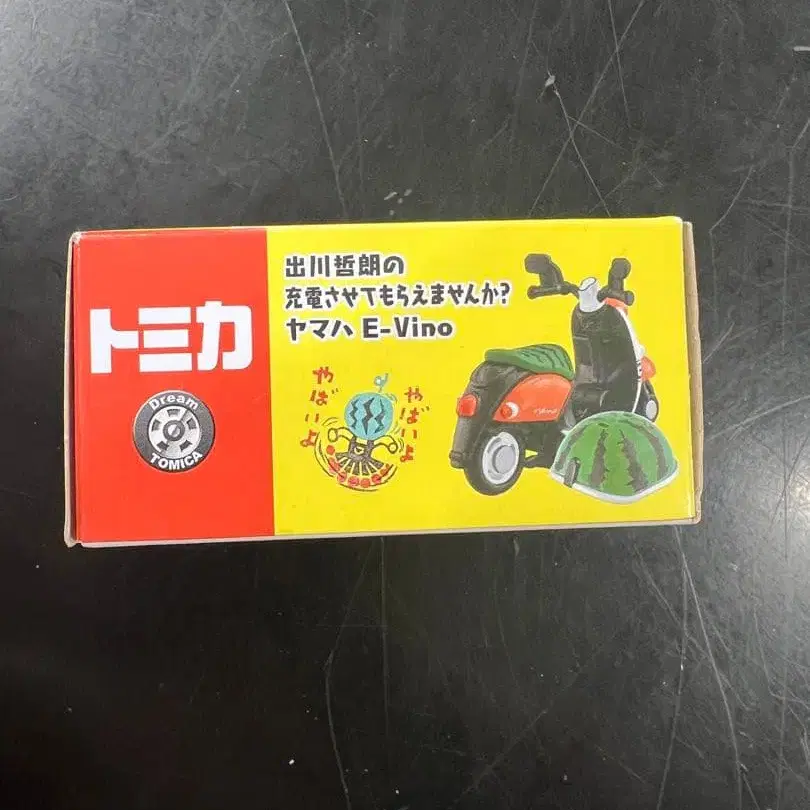 トミカ
Dream
TOMICA
出川哲朗の
充電させてもらえませんか?
ヤマハ E-Vino
やばいよ
やばいよ
Vino